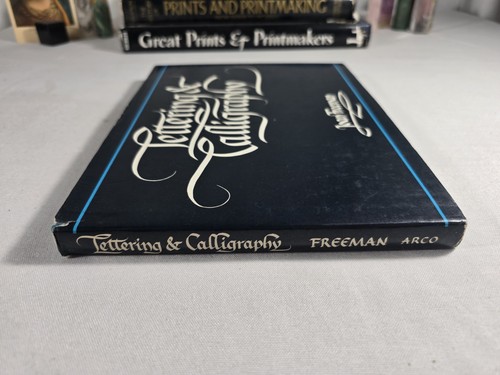 PRINTS AND PRINTMAKING
Great Prints & Printmakers
Lettering &
Calligraphy
Lettering & Calligraphy FREEMAN ARCO